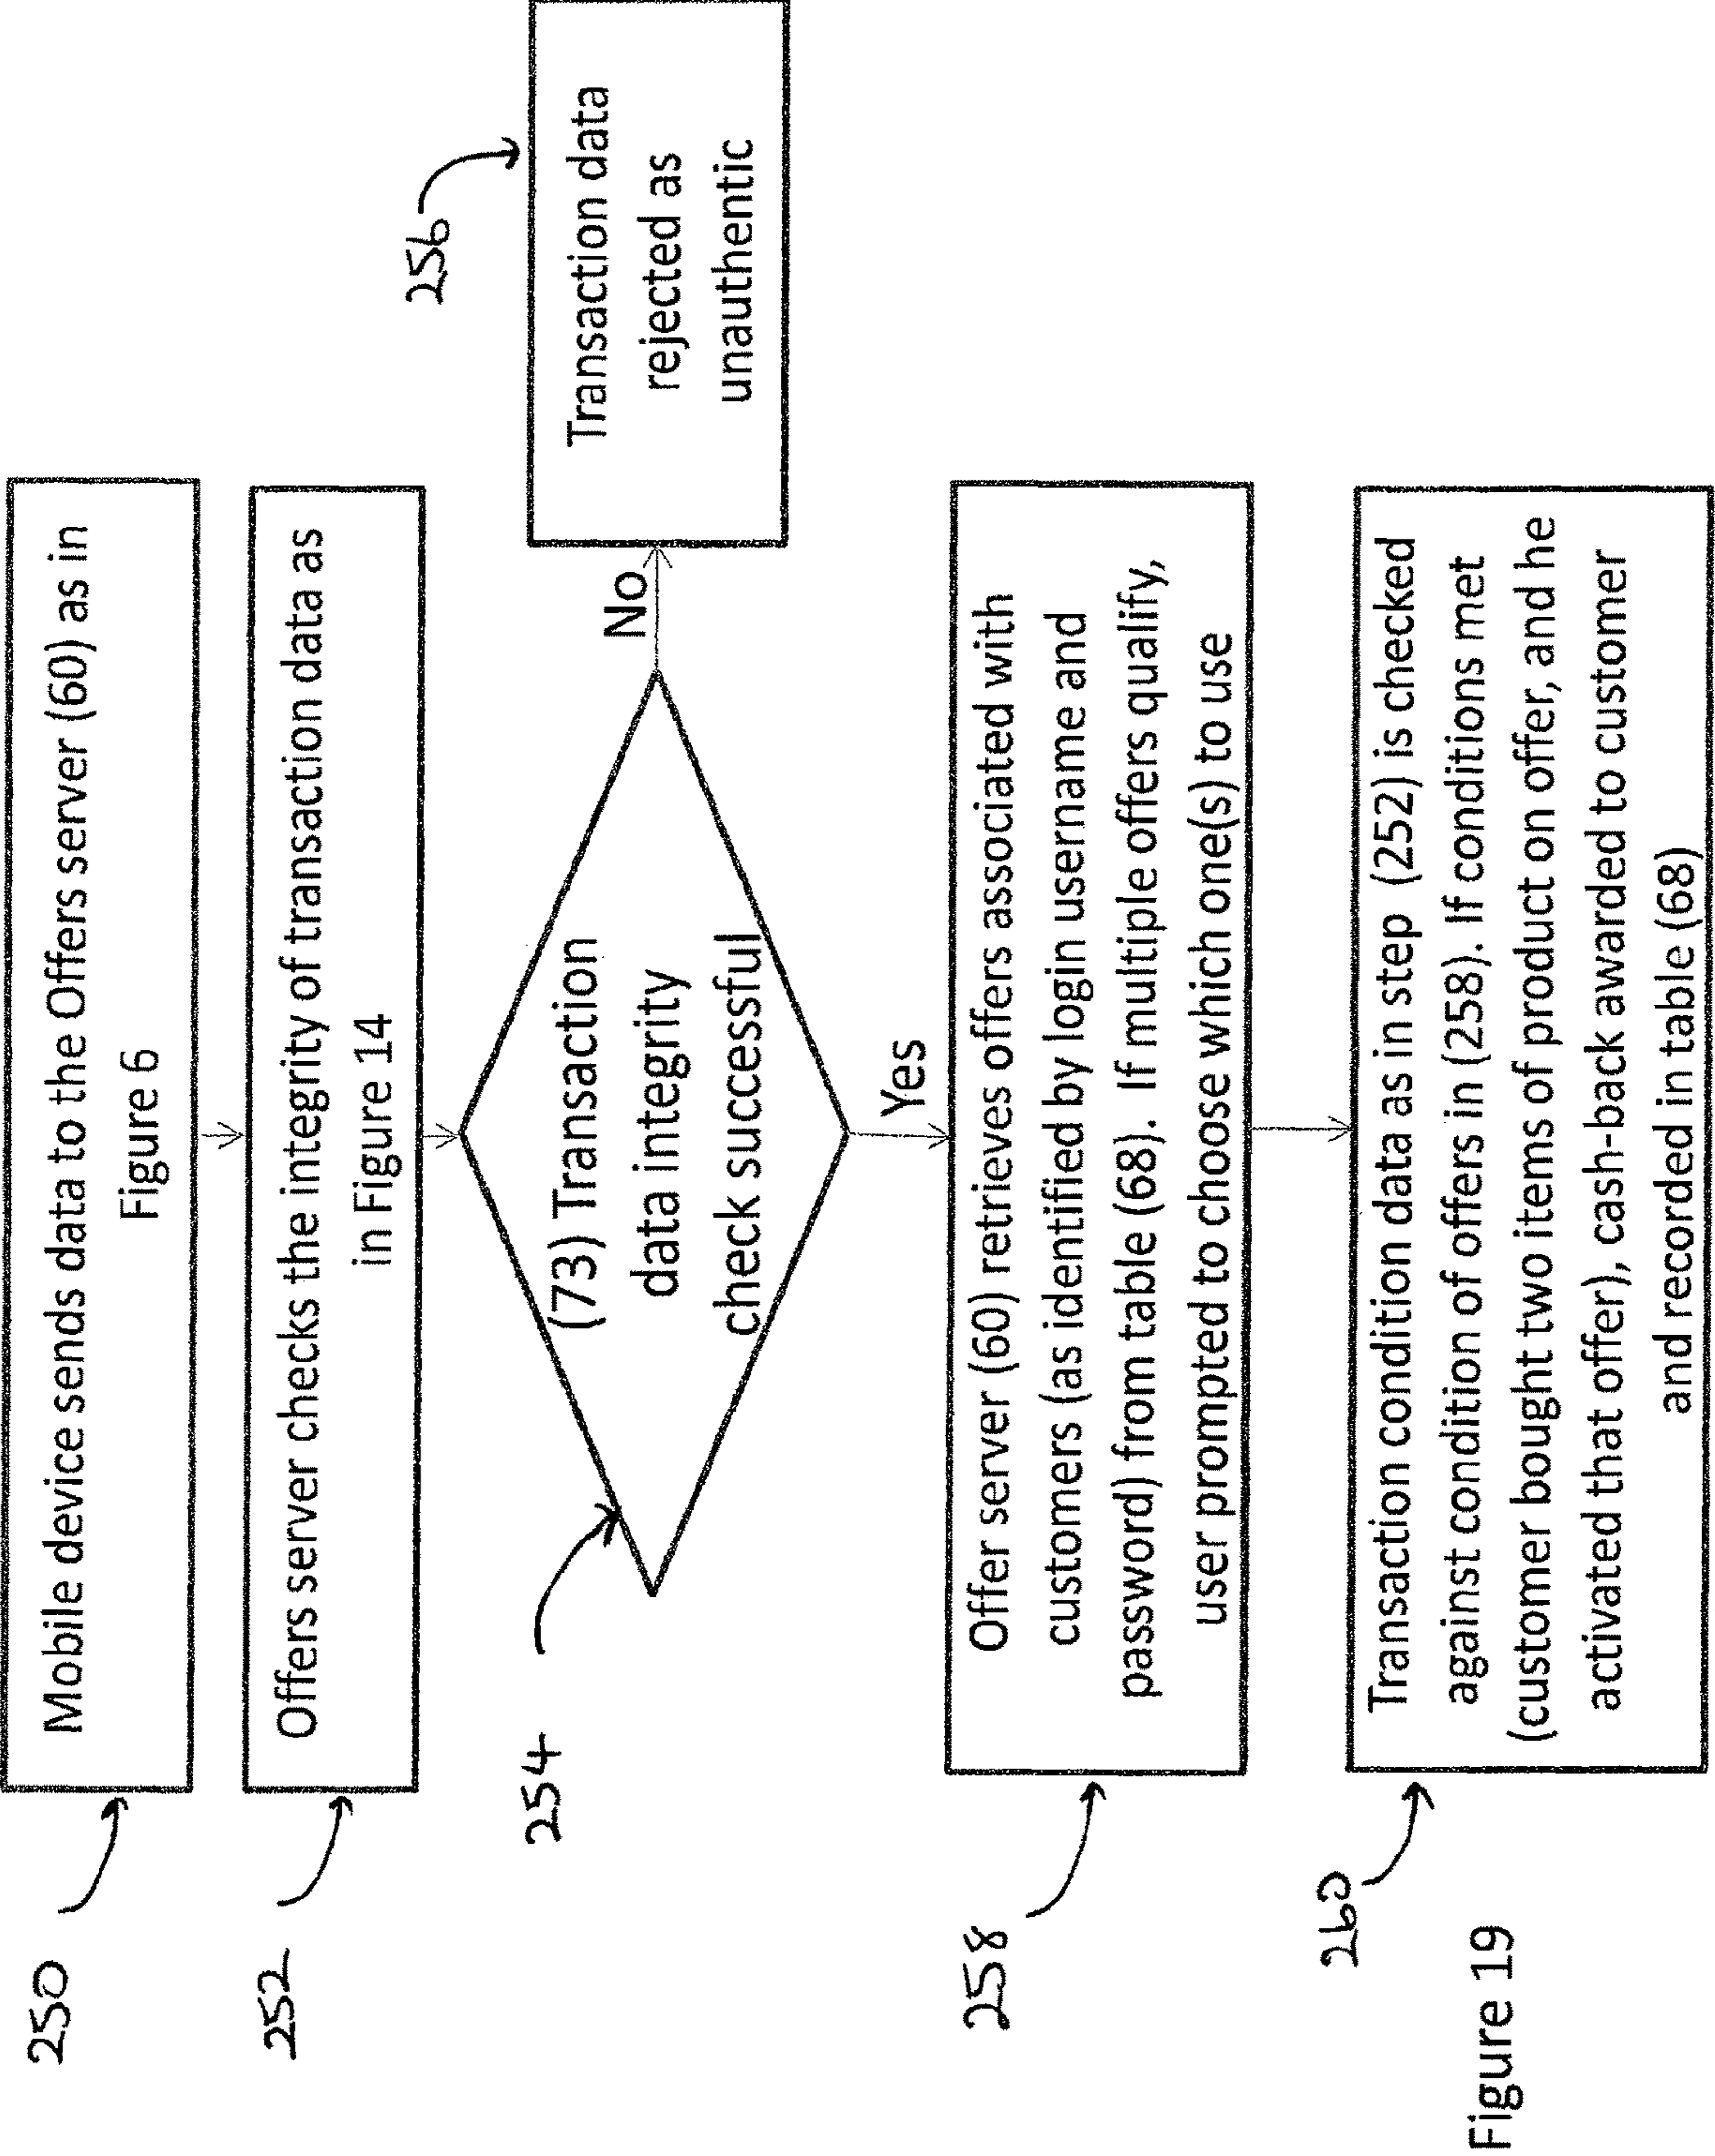 250
Mobile device sends data to the Offers server (60) as in
Figure 6
252
Offers server checks the integrity of transaction data as
in Figure 14
254
(73) Transaction
data integrity
check successful
No
256
Transaction data
rejected as
unauthentic
Yes
258
Offer server (60) retrieves offers associated with
customers (as identified by login username and
password) from table (68). If multiple offers qualify,
user prompted to choose which one(s) to use
260
Transaction condition data as in step (252) is checked
against condition of offers in (258). If conditions met
(customer bought two items of product on offer, and he
activated that offer), cash-back awarded to customer
and recorded in table (68)
Figure 19